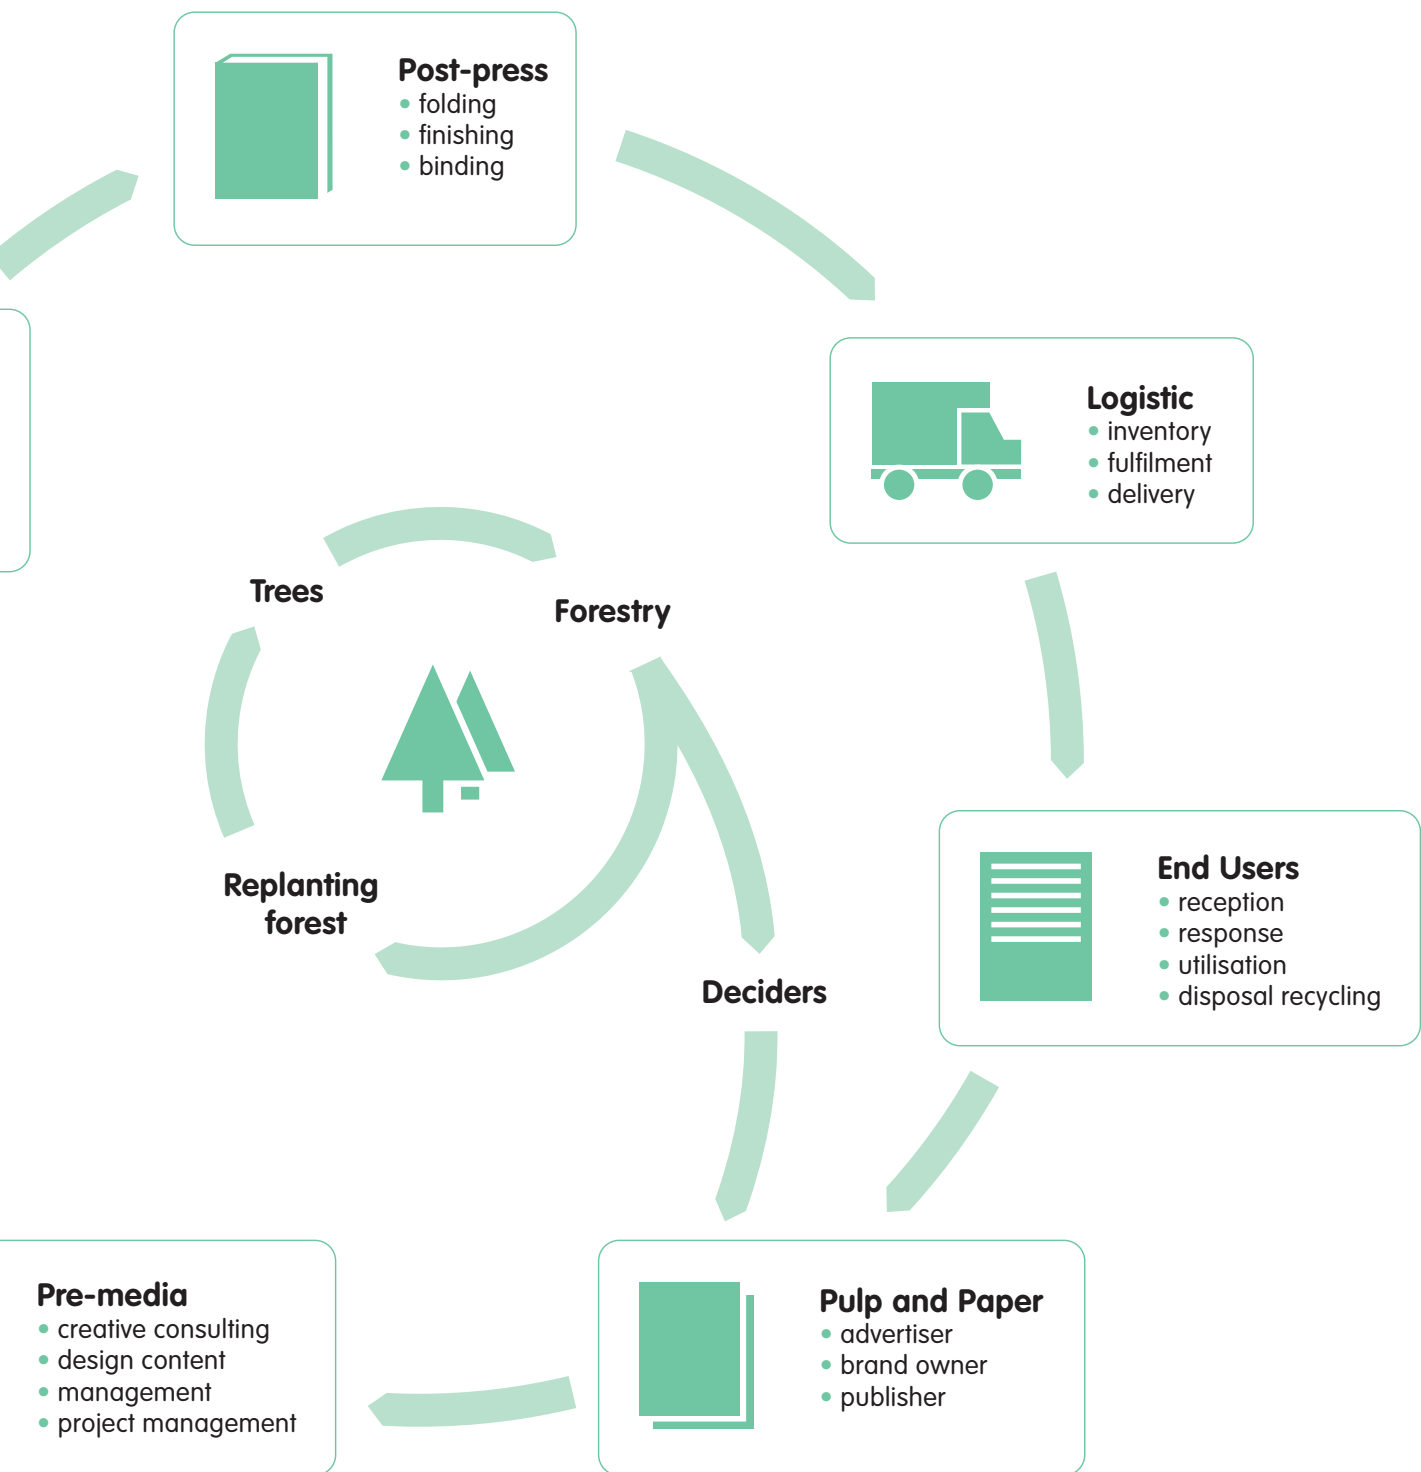 Post-press
• folding
• finishing
• binding
Logistic
• inventory
• fulfilment
• delivery
Trees
Forestry
Replanting
forest
Deciders
End Users
• reception
• response
• utilisation
• disposal recycling
Pre-media
• creative consulting
• design content
• management
• project management
Pulp and Paper
• advertiser
• brand owner
• publisher